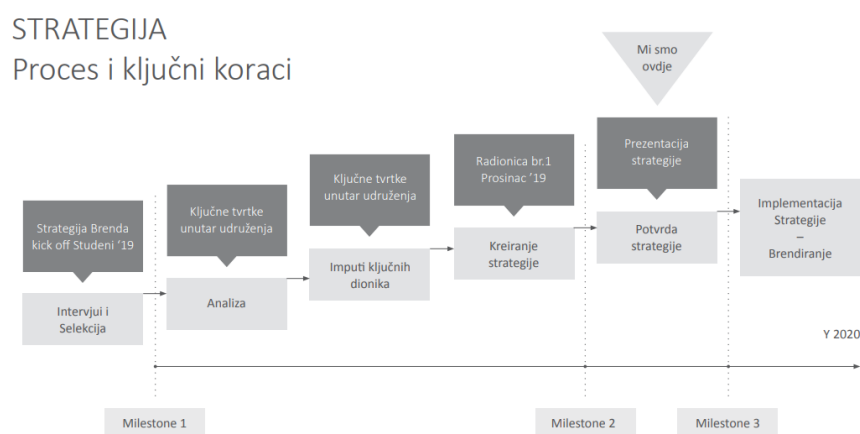 STRATEGIJA
Proces i ključni koraci
Mi smo
ovdje
Strategija Brenda
kick off Studeni ’19
Intervjui i
Selekcija
Ključne tvrtke
unutar udruženja
Analiza
Ključne tvrtke
unutar udruženja
Imputi ključnih
dionika
Radionica br.1
Prosinac ’19
Kreiranje
strategije
Prezentacija
strategije
Potvrda
strategije
Implementacija
Strategije
–
Brendiranje
Y 2020
Milestone 1
Milestone 2
Milestone 3